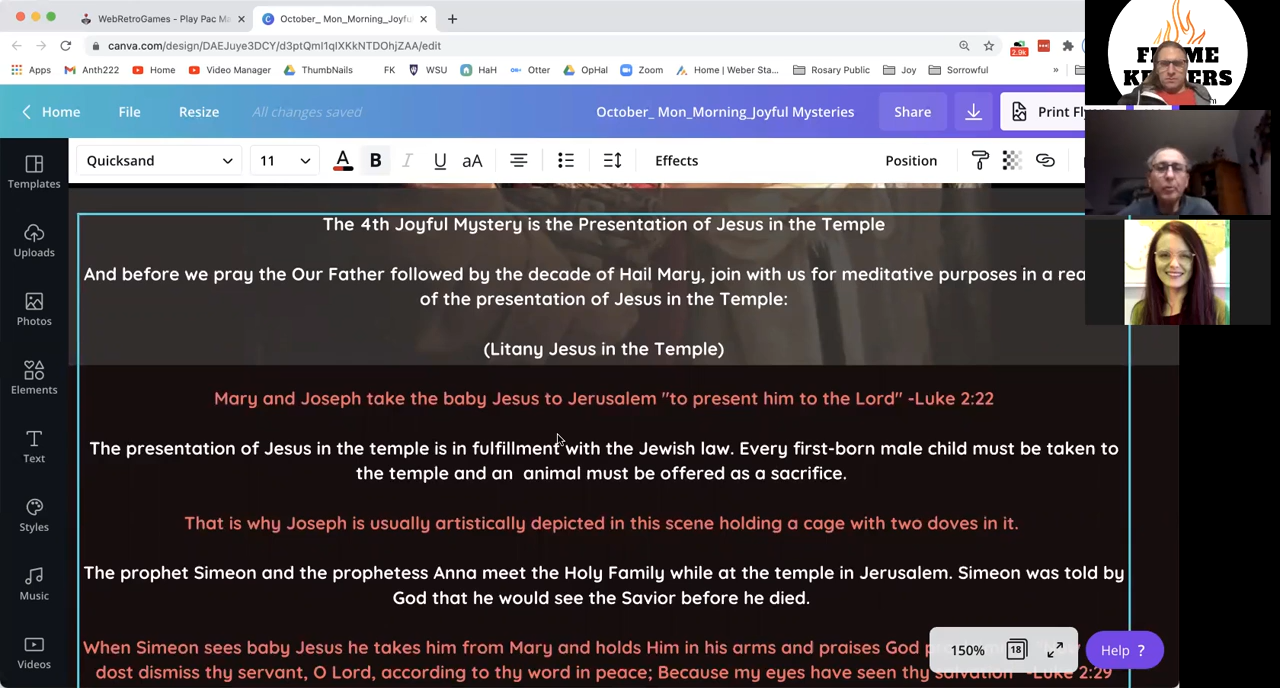 WebRetroGames - Play Pac Ma
October_ Mon_Morning_Joyful
canva.com/design/DAEJuye3DCY/d3ptQml1qlXKkNTDOhjZAA/edit
2.9k
Apps
Anth222
Home
Video Manager
ThumbNails
FK
WSU
HaH
Otter
OpHal
Zoom
Home | Weber Sta...
Rosary Public
Joy
Sorrowful
»
Home
File
Resize
All changes saved
October_ Mon_Morning_Joyful Mysteries
Share
Print Fly
Quicksand
11
A
B
I
U
aA
Effects
Position
Templates
Uploads
Photos
Elements
Text
Styles
Music
Videos
The 4th Joyful Mystery is the Presentation of Jesus in the Temple
And before we pray the Our Father followed by the decade of Hail Mary, join with us for meditative purposes in a rea
of the presentation of Jesus in the Temple:
(Litany Jesus in the Temple)
Mary and Joseph take the baby Jesus to Jerusalem "to present him to the Lord" -Luke 2:22
The presentation of Jesus in the temple is in fulfillment with the Jewish law. Every first-born male child must be taken to
the temple and an  animal must be offered as a sacrifice.
That is why Joseph is usually artistically depicted in this scene holding a cage with two doves in it.
The prophet Simeon and the prophetess Anna meet the Holy Family while at the temple in Jerusalem. Simeon was told by
God that he would see the Savior before he died.
When Simeon sees baby Jesus he takes him from Mary and holds Him in his arms and praises God
dost dismiss thy servant, O Lord, according to thy word in peace; Because my eyes have seen thy salvation" -Luke 2:29
150%
18
Help ?